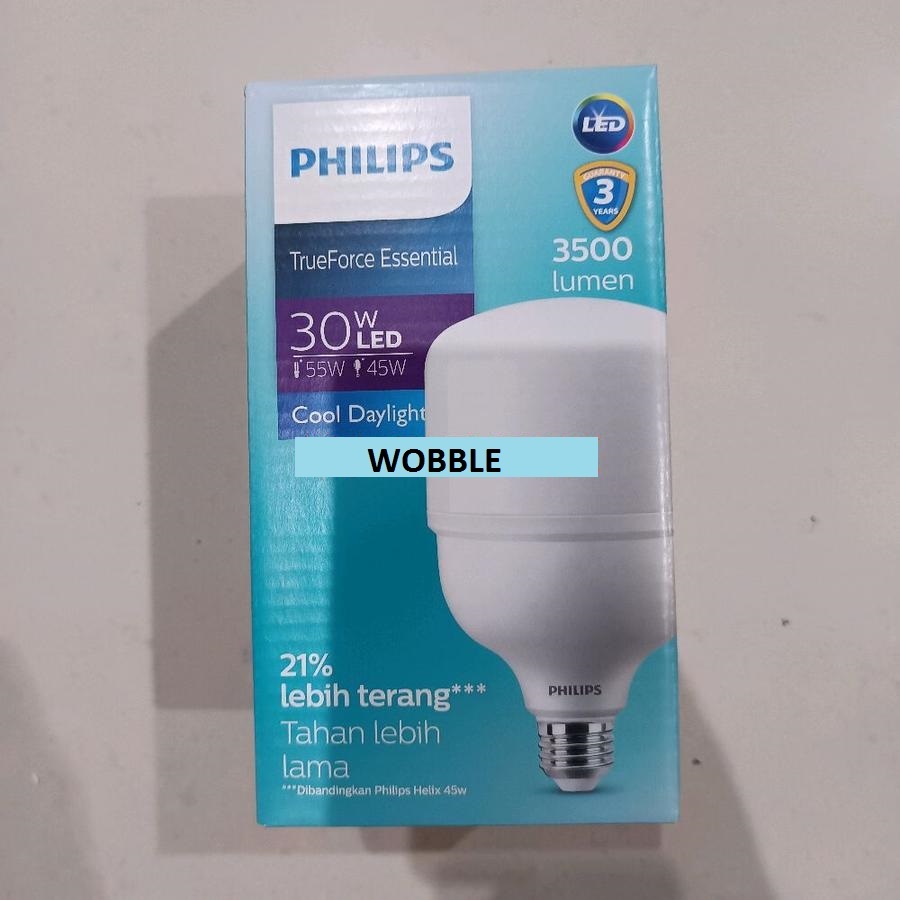 PHILIPS
LED
GUARANTY
3
YEARS
3500
lumen
TrueForce Essential
30W
LED
55W 45W
Cool Daylight
WOBBLE
21%
lebih terang***
Tahan lebih
lama
***Dibandingkan Philips Helix 45w
PHILIPS